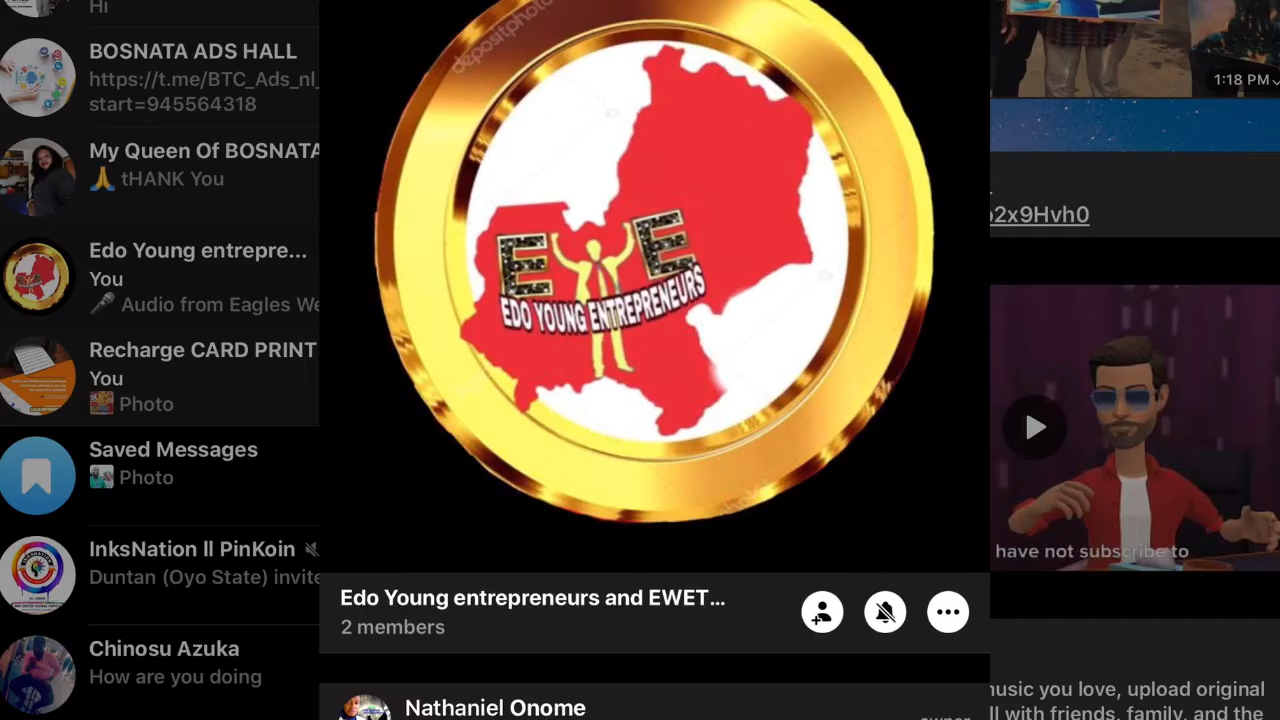 Hi
BOSNATA ADS HALL
https://t.me/BTC_Ads_nl_
start=945564318
My Queen Of BOSNATA
🙏 tHANK You
Edo Young entrepre...
You
🎤 Audio from Eagles We
Recharge CARD PRINT
You
Photo
Saved Messages
Photo
InksNation ll PinKoin
Duntan (Oyo State) invite
Chinosu Azuka
How are you doing
depositphoto
E E
EDO YOUNG ENTREPRENEURS
Edo Young entrepreneurs and EWET...
2 members
Nathaniel Onome
owner
1:18 PM
2x9Hvh0
have not subscribe to
music you love, upload original
ll with friends, family, and the